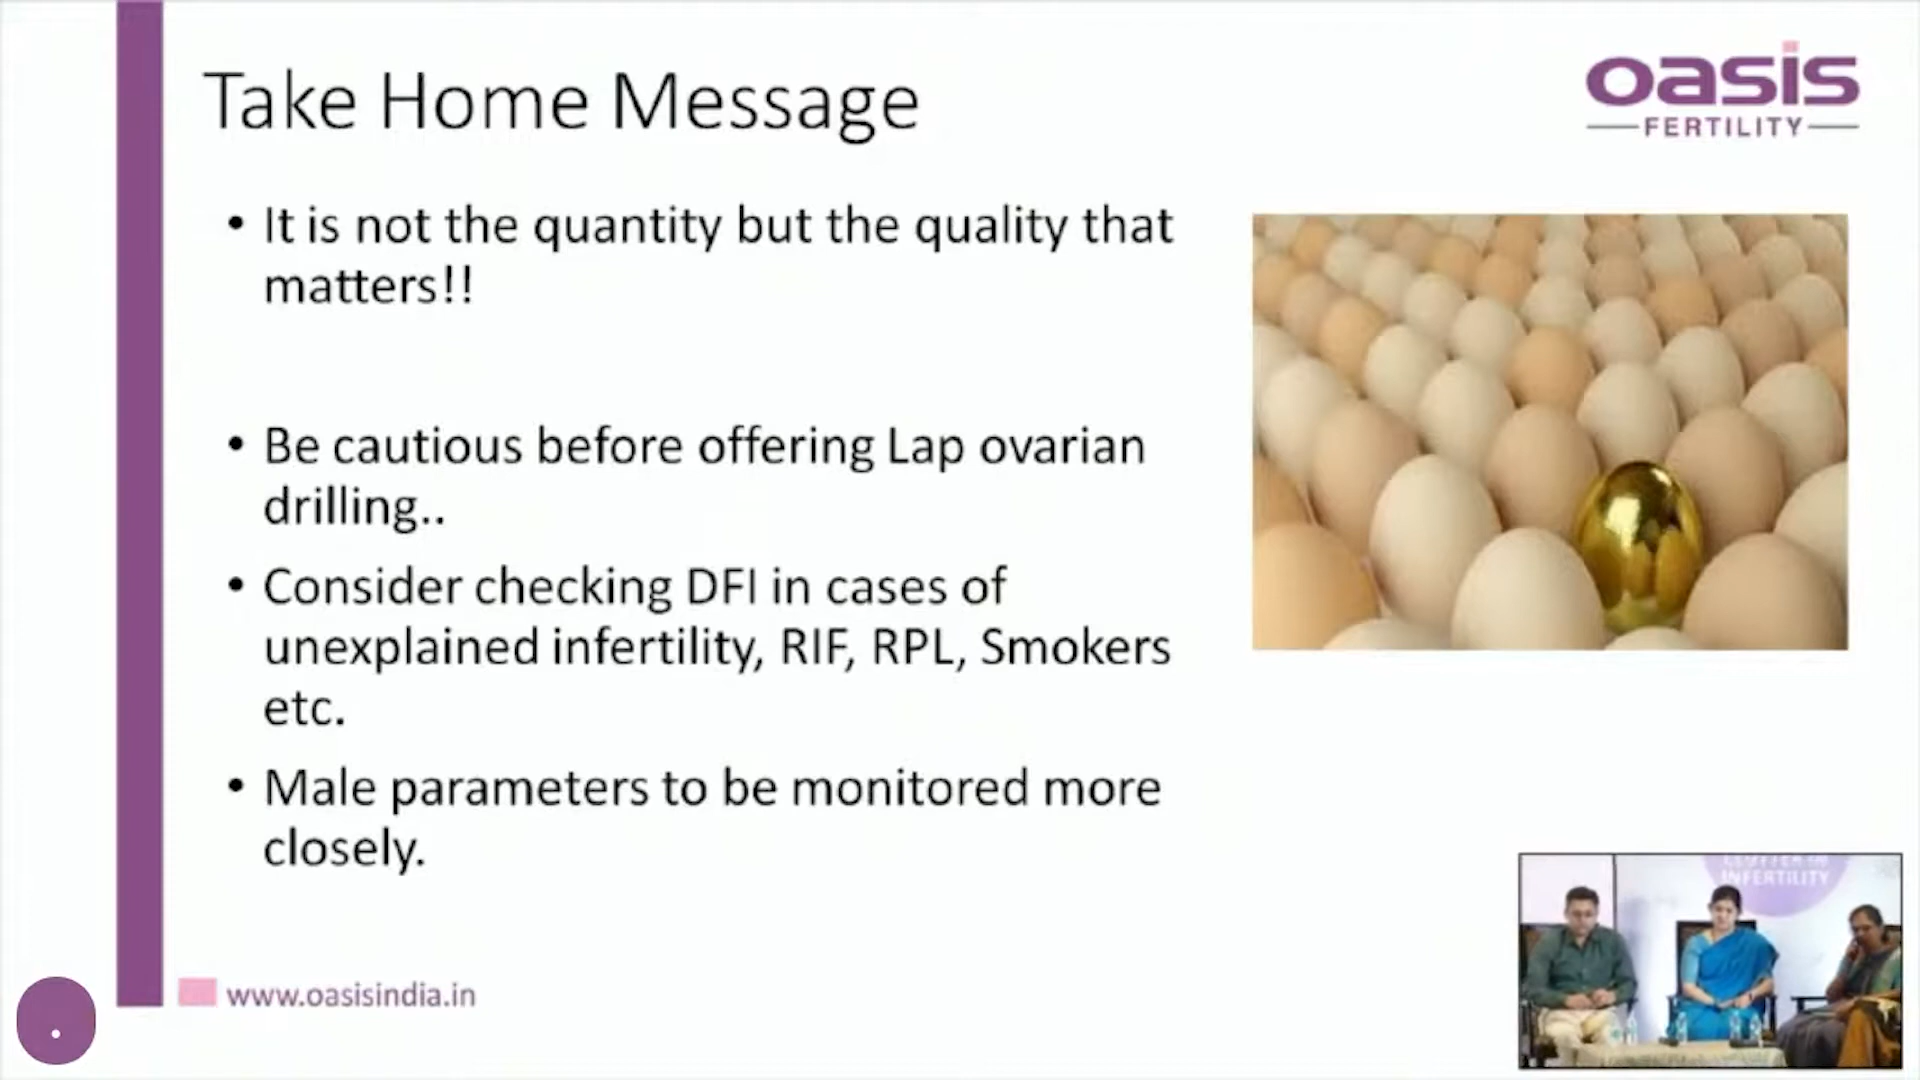 Take Home Message
oasis
FERTILITY
• It is not the quantity but the quality that
matters!!
• Be cautious before offering Lap ovarian
drilling..
• Consider checking DFI in cases of
unexplained infertility, RIF, RPL, Smokers
etc.
• Male parameters to be monitored more
closely.
www.oasisindia.in
INFERTILITY